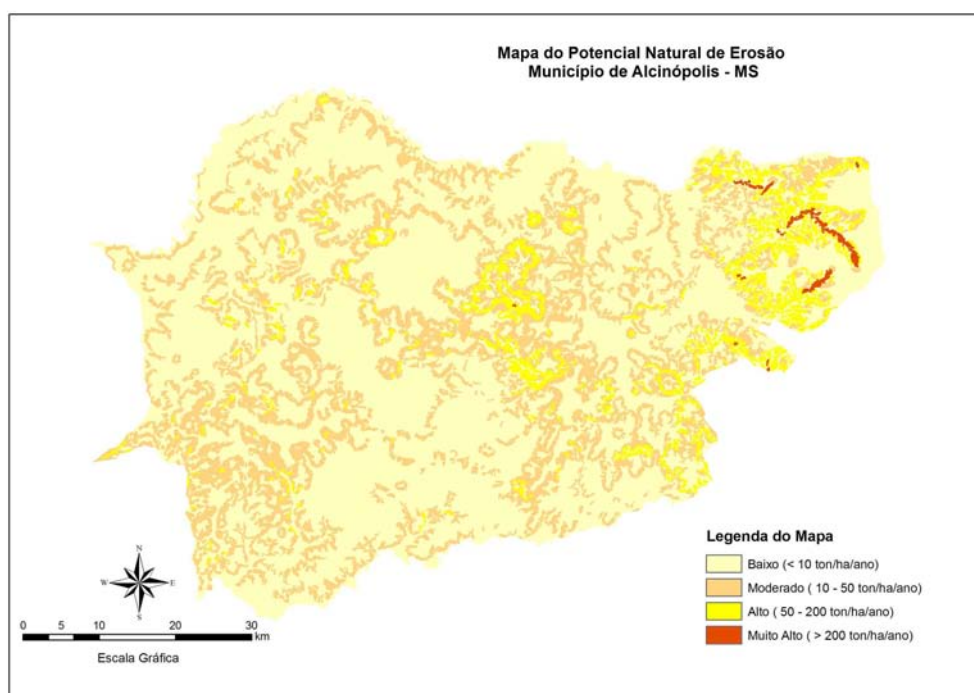 Mapa do Potencial Natural de Erosão
Município de Alcinópolis - MS
Legenda do Mapa
Baixo (< 10 ton/ha/ano)
Moderado ( 10 - 50 ton/ha/ano)
Alto ( 50 - 200 ton/ha/ano)
Muito Alto ( > 200 ton/ha/ano)
N
W E
S
0 5 10 20 30
km
Escala Gráfica